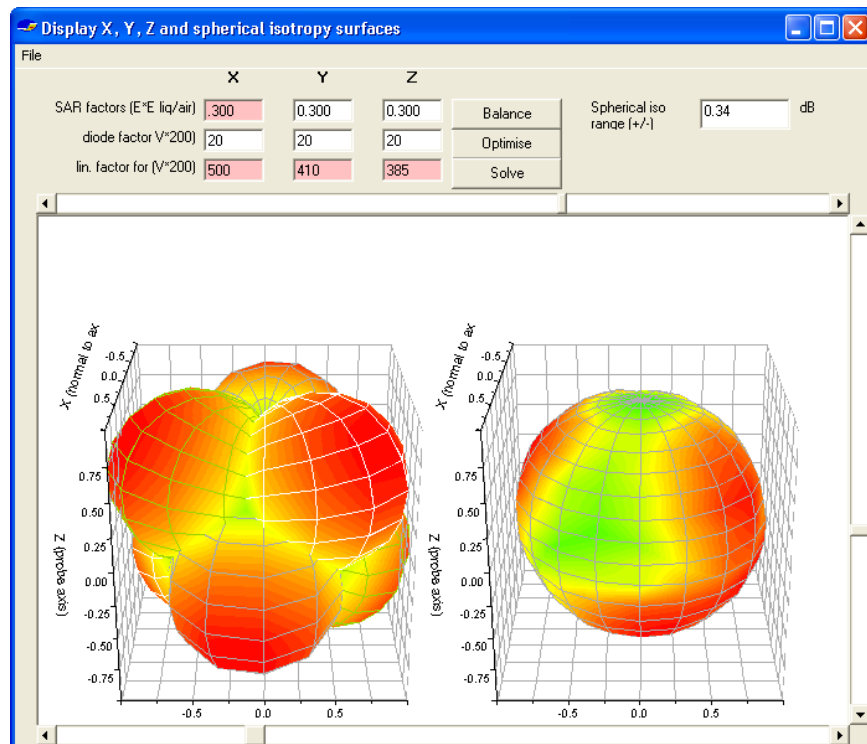 Display X, Y, Z and spherical isotropy surfaces
File
X Y Z
SAR factors (E*E liq/air) .300 0.300 0.300 Balance Spherical iso 0.34 dB
range (+/-)
diode factor V*200) 20 20 20 Optimise
lin. factor for (V*200) 500 410 385 Solve
X (normal to ax
-0.5
0.0
0.5
0.75
0.50
0.25
0.00
-0.25
-0.50
-0.75
Z (probe axis)
-0.5 0.0 0.5
X (normal to ax
-0.5
0.0
0.5
0.75
0.50
0.25
0.00
-0.25
-0.50
-0.75
Z (probe axis)
-0.5 0.0 0.5